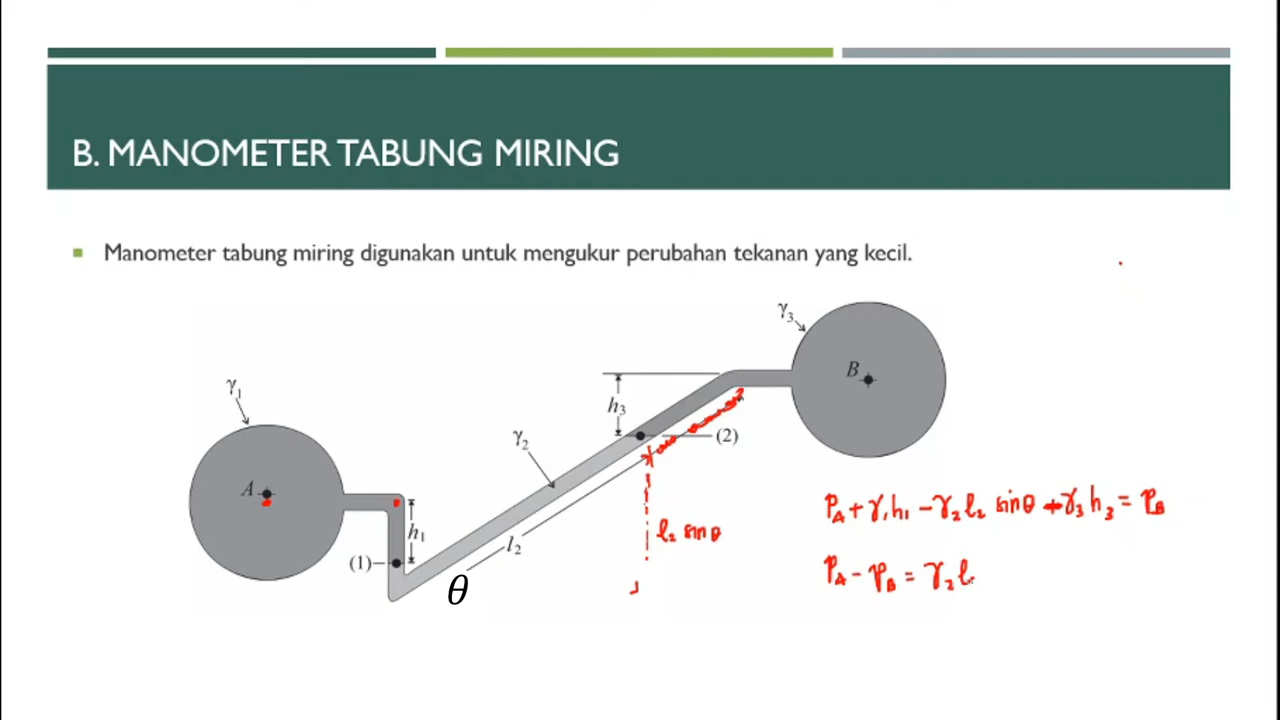 B. MANOMETER TABUNG MIRING
Manometer tabung miring digunakan untuk mengukur perubahan tekanan yang kecil.
γ3
B
γ1
h3
γ2
(2)
A
h1
PA + γ1h1 − γ2 l2 sinθ − γ3 h3 = PB
l2 sinθ
l2
(1)
θ
PA − PB = γ2 l